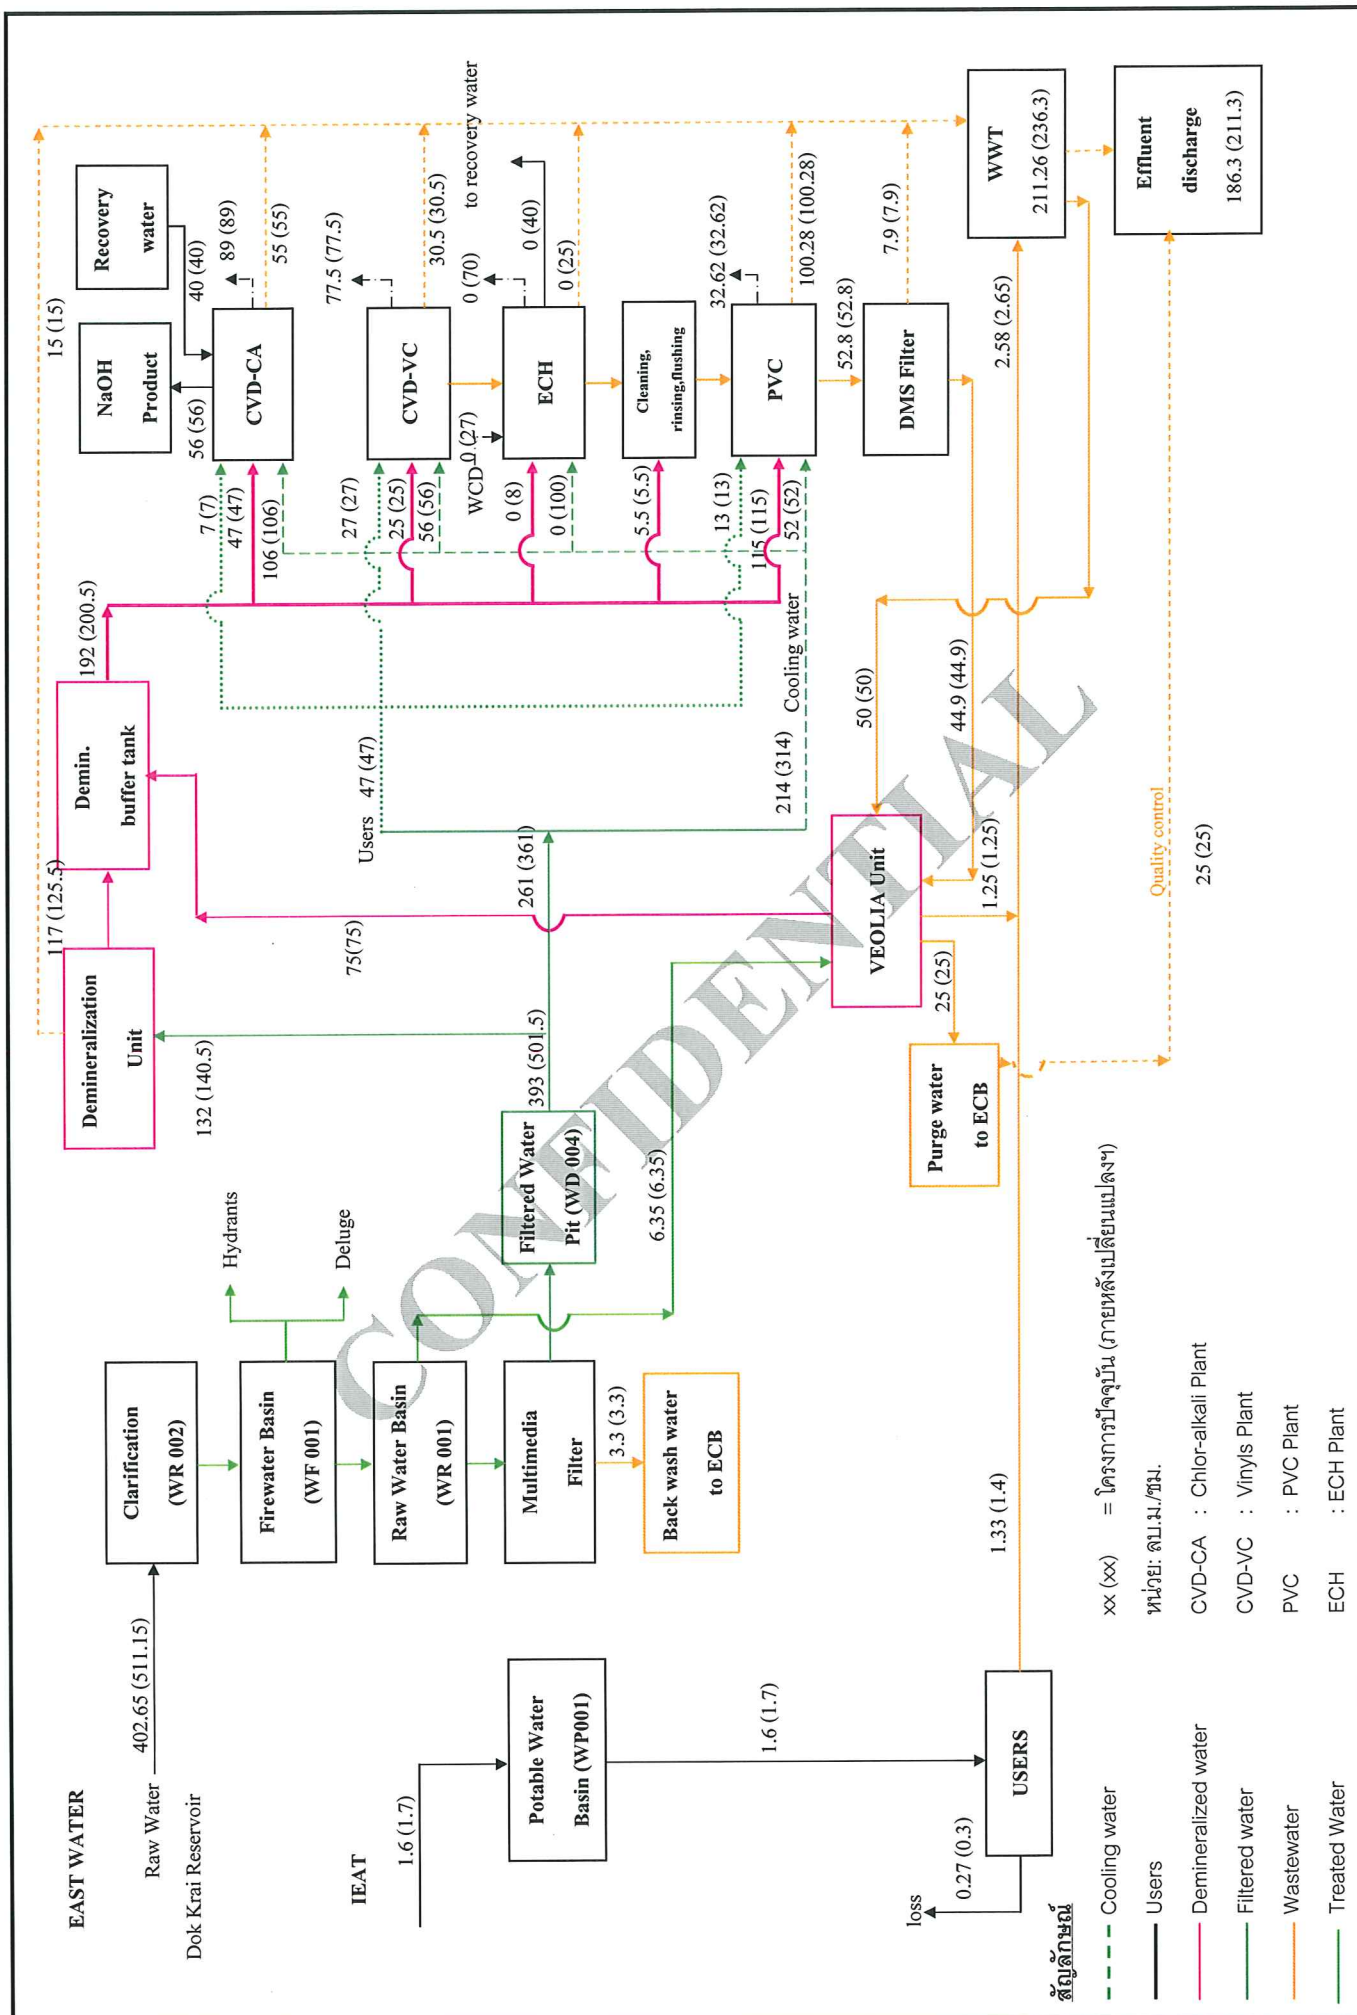 EAST WATER
Raw Water
Dok Krai Reservoir
402.65 (511.15)
Clarification
(WR 002)
Firewater Basin
(WF 001)
Hydrants
Deluge
Raw Water Basin
(WR 001)
Multimedia
Filter
3.3 (3.3)
Back wash water
to ECB
Filtered Water
Pit (WD 004)
6.35 (6.35)
393 (501.5)
132 (140.5)
Demineralization
Unit
15 (15)
117 (125.5)
Demin.
buffer tank
75(75)
192 (200.5)
261 (361)
Users
47 (47)
214 (314)
Cooling water
7 (7)
47 (47)
106 (106)
CVD-CA
56 (56)
NaOH
Product
Recovery
water
40 (40)
89 (89)
55 (55)
27 (27)
25 (25)
56 (56)
CVD-VC
77.5 (77.5)
30.5 (30.5)
WCD
0 (27)
0 (8)
0 (100)
ECH
0 (70)
to recovery water
0 (40)
0 (25)
5.5 (5.5)
Cleaning,
rinsing,flushing
13 (13)
115 (115)
52 (52)
PVC
32.62 (32.62)
100.28 (100.28)
52.8 (52.8)
DMS Filter
7.9 (7.9)
44.9 (44.9)
50 (50)
VEOLIA Unit
1.25 (1.25)
25 (25)
Purge water
to ECB
Quality control
25 (25)
2.58 (2.65)
WWT
211.26 (236.3)
Effluent
discharge
186.3 (211.3)
IEAT
1.6 (1.7)
Potable Water
Basin (WP001)
1.6 (1.7)
USERS
loss
0.27 (0.3)
1.33 (1.4)
CONFIDENTIAL
สัญลักษณ์
Cooling water
Users
Demineralized water
Filtered water
Wastewater
Treated Water
xx (xx) = โครงการปัจจุบัน (ภายหลังเปลี่ยนแปลงฯ)
หน่วย: ลบ.ม./ชม.
CVD-CA : Chlor-alkali Plant
CVD-VC : Vinyls Plant
PVC : PVC Plant
ECH : ECH Plant